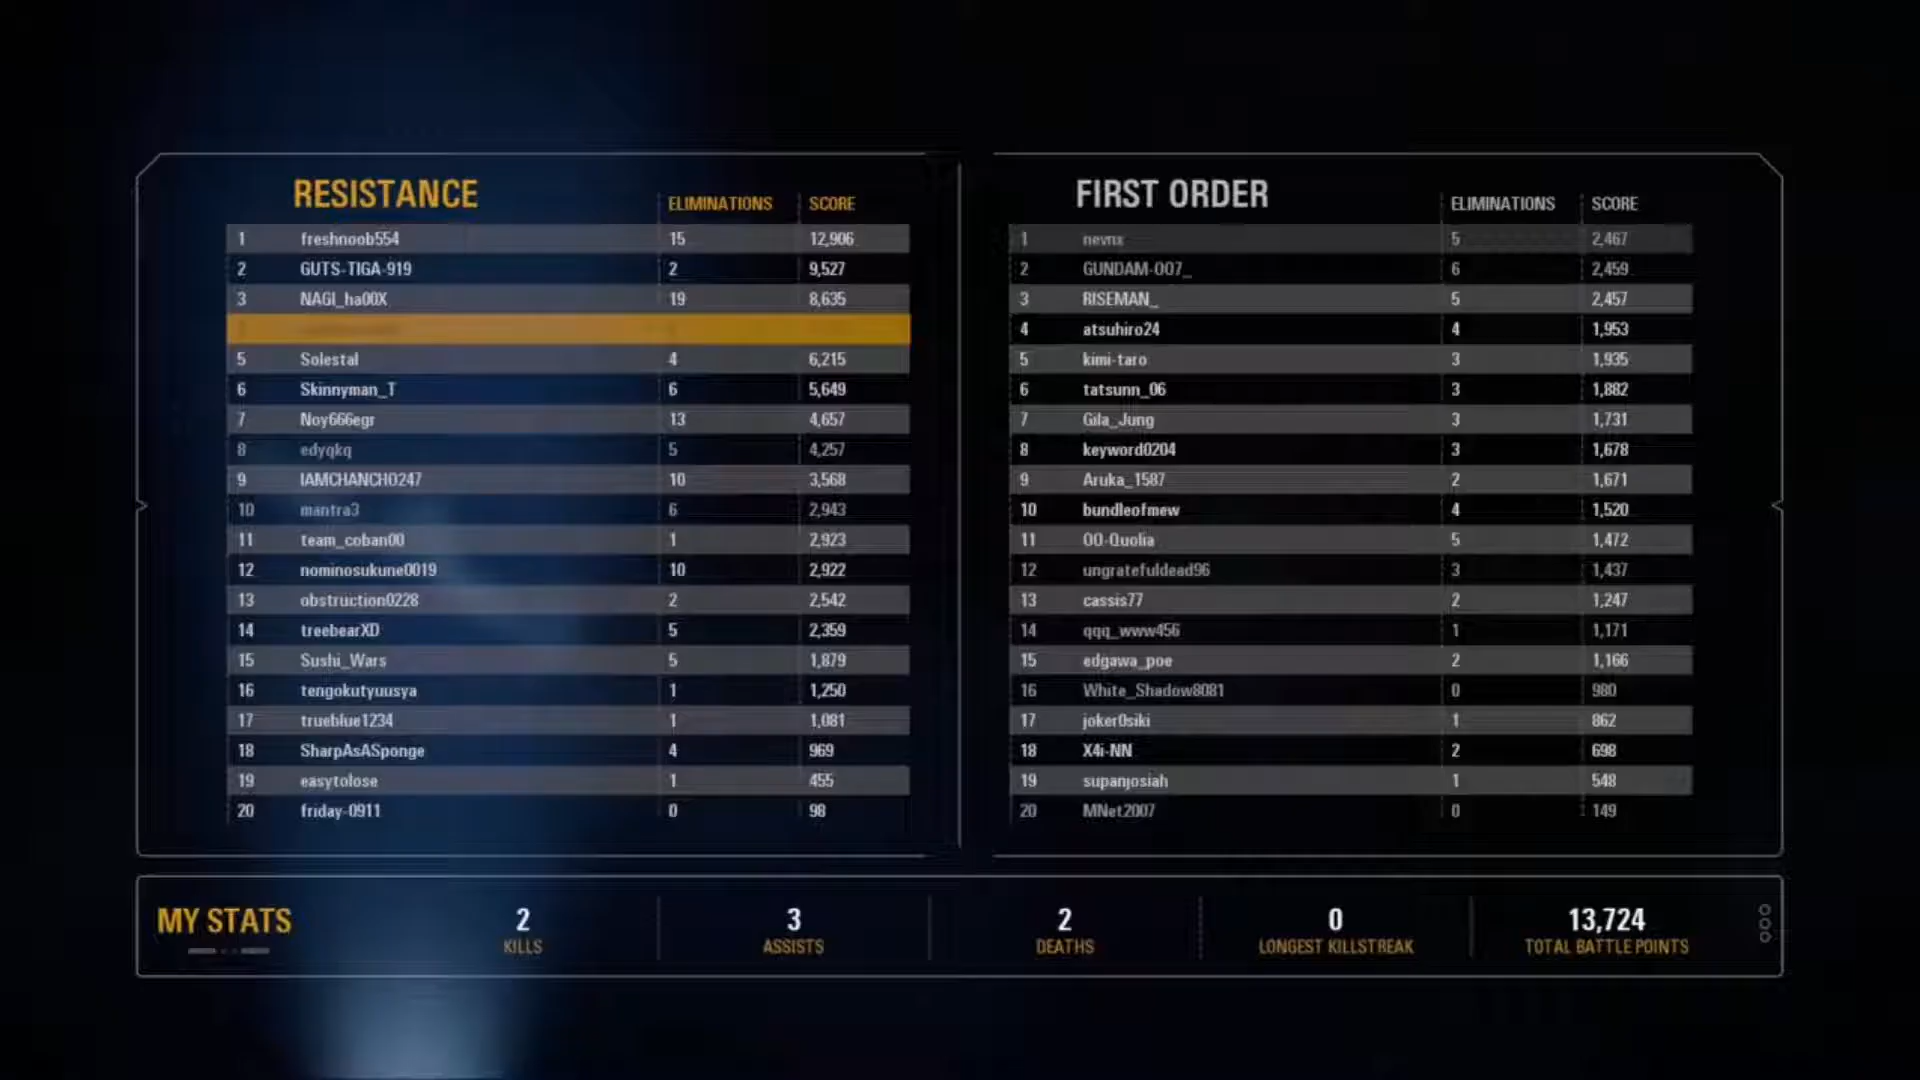 RESISTANCE ELIMINATIONS SCORE
1 freshnoob554 15 12,906
2 GUTS-TIGA-919 2 9,527
3 NAGI_ha00X 19 8,635
5 Solestal 4 6,215
6 Skinnyman_T 6 5,649
7 Noy666egr 13 4,657
8 edyqkq 5 4,257
9 IAMCHANCHO247 10 3,568
10 mantra3 6 2,943
11 team_coban00 1 2,923
12 nominosukune0019 10 2,922
13 obstruction0228 2 2,542
14 treebearXD 5 2,359
15 Sushi_Wars 5 1,879
16 tengokutyuusya 1 1,250
17 trueblue1234 1 1,081
18 SharpAsASponge 4 969
19 easytolose 1 455
20 friday-0911 0 98
FIRST ORDER ELIMINATIONS SCORE
1 nevnx 5 2,467
2 GUNDAM-007_ 6 2,459
3 RISEMAN_ 5 2,457
4 atsuhiro24 4 1,953
5 kimi-taro 3 1,935
6 tatsunn_06 3 1,882
7 Gila_Jung 3 1,731
8 keyword0204 3 1,678
9 Aruka_1587 2 1,671
10 bundleofmew 4 1,520
11 OO-Quolia 5 1,472
12 ungratefuldead96 3 1,437
13 cassis77 2 1,247
14 qqq_www456 1 1,171
15 edgawa_poe 2 1,166
16 White_Shadow8081 0 980
17 joker0siki 1 862
18 X4i-NN 2 698
19 supanjosiah 1 548
20 MNet2007 0 149
MY STATS
2 KILLS
3 ASSISTS
2 DEATHS
0 LONGEST KILLSTREAK
13,724 TOTAL BATTLE POINTS